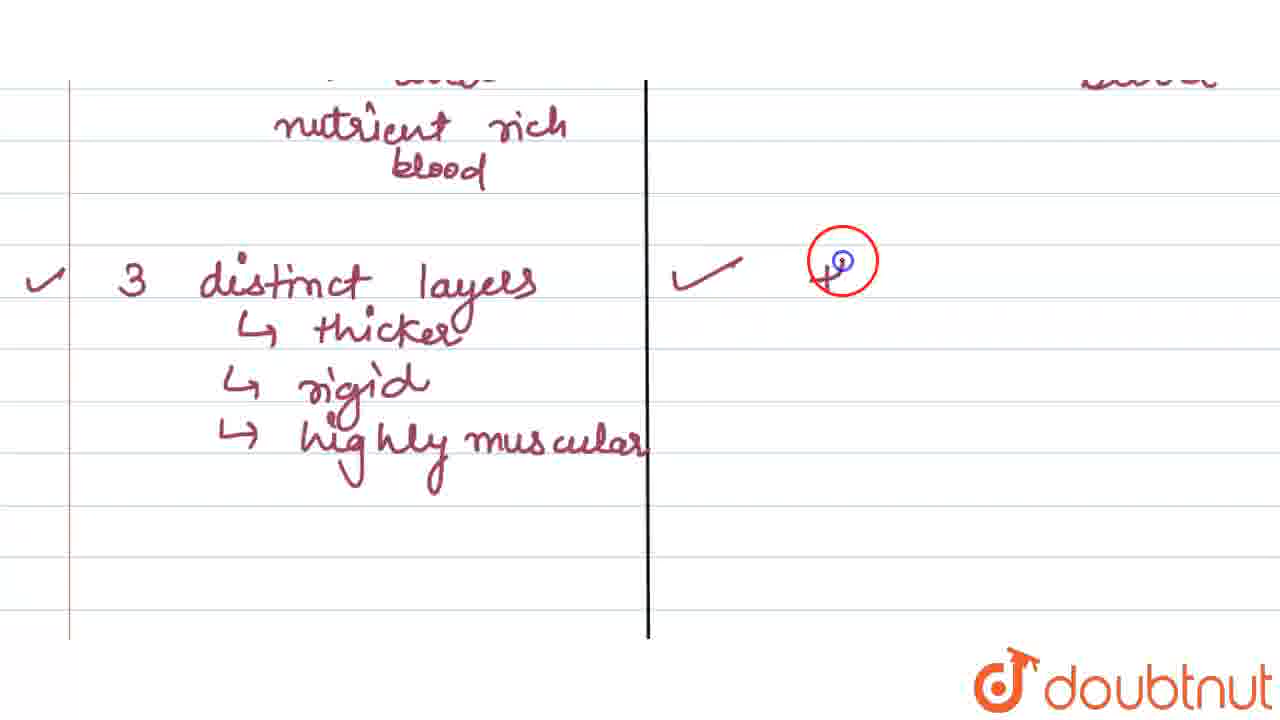 nutrient rich
blood
✓ 3 distinct layers ✓
↳ thicker
↳ rigid
↳ highly muscular
doubtnut